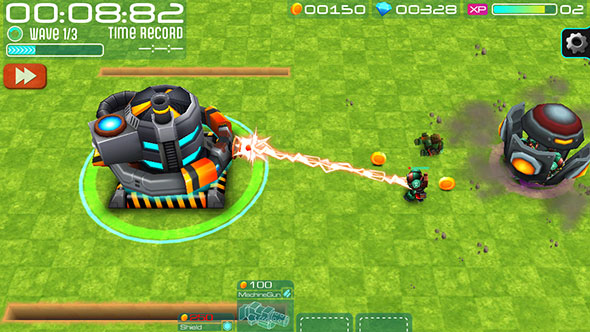 00:08:82
00150
00328
XP
02
WAVE 1/3
TIME RECORD
--:--:--
100
MachineGun
Shield